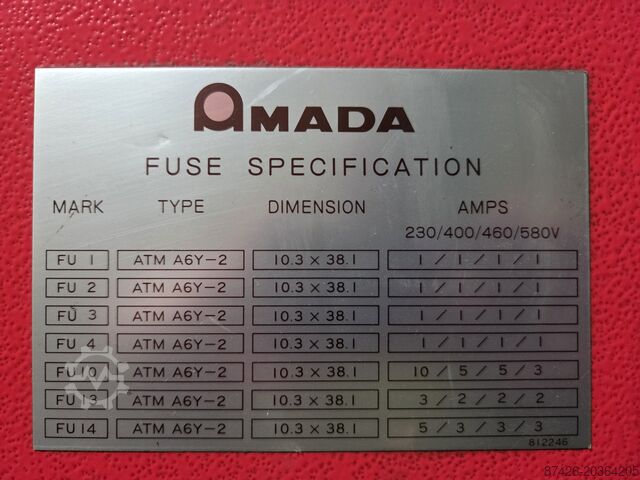 AMADA
FUSE SPECIFICATION
MARK TYPE DIMENSION AMPS
230/400/460/580V
FU 1 ATM A6Y-2 10.3 × 38.1 1 / 1 / 1 / 1
FU 2 ATM A6Y-2 10.3 × 38.1 1 / 1 / 1 / 1
FU 3 ATM A6Y-2 10.3 × 38.1 1 / 1 / 1 / 1
FU 4 ATM A6Y-2 10.3 × 38.1 1 / 1 / 1 / 1
FU 10 ATM A6Y-2 10.3 × 38.1 10 / 5 / 5 / 3
FU 13 ATM A6Y-2 10.3 × 38.1 3 / 2 / 2 / 2
FU 14 ATM A6Y-2 10.3 × 38.1 5 / 3 / 3 / 3
812246
87426-20364205